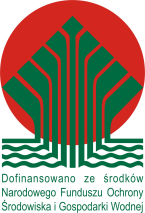 Dofinansowano ze środków
Narodowego Funduszu Ochrony
Środowiska i Gospodarki Wodnej